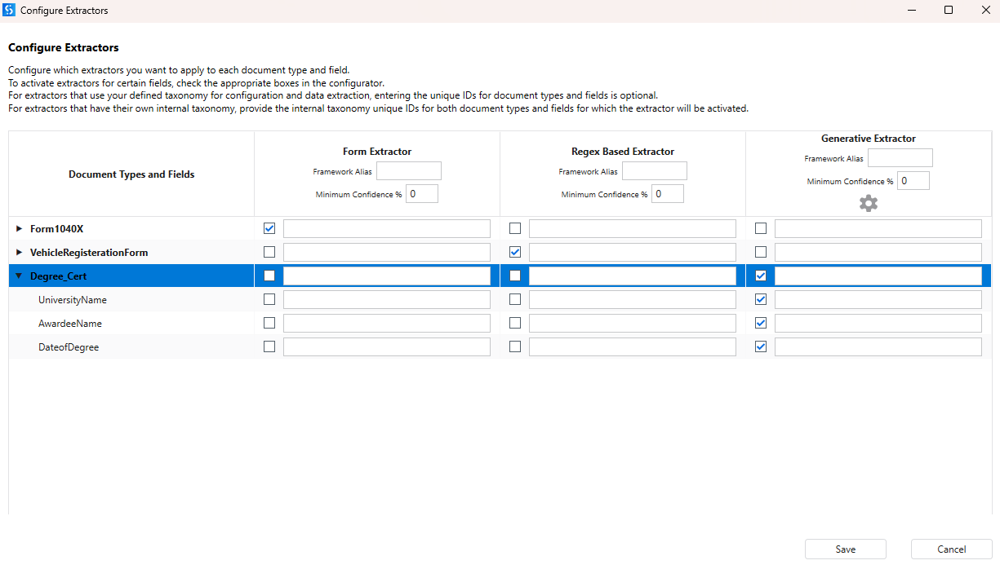 Configure Extractors
Configure Extractors
Configure which extractors you want to apply to each document type and field.
To activate extractors for certain fields, check the appropriate boxes in the configurator.
For extractors that use your defined taxonomy for configuration and data extraction, entering the unique IDs for document types and fields is optional.
For extractors that have their own internal taxonomy, provide the internal taxonomy unique IDs for both document types and fields for which the extractor will be activated.
Document Types and Fields
Form Extractor
Framework Alias
Minimum Confidence % 0
Regex Based Extractor
Framework Alias
Minimum Confidence % 0
Generative Extractor
Framework Alias
Minimum Confidence % 0
Form1040X
VehicleRegisterationForm
Degree_Cert
UniversityName
AwardeeName
DateofDegree
Save Cancel